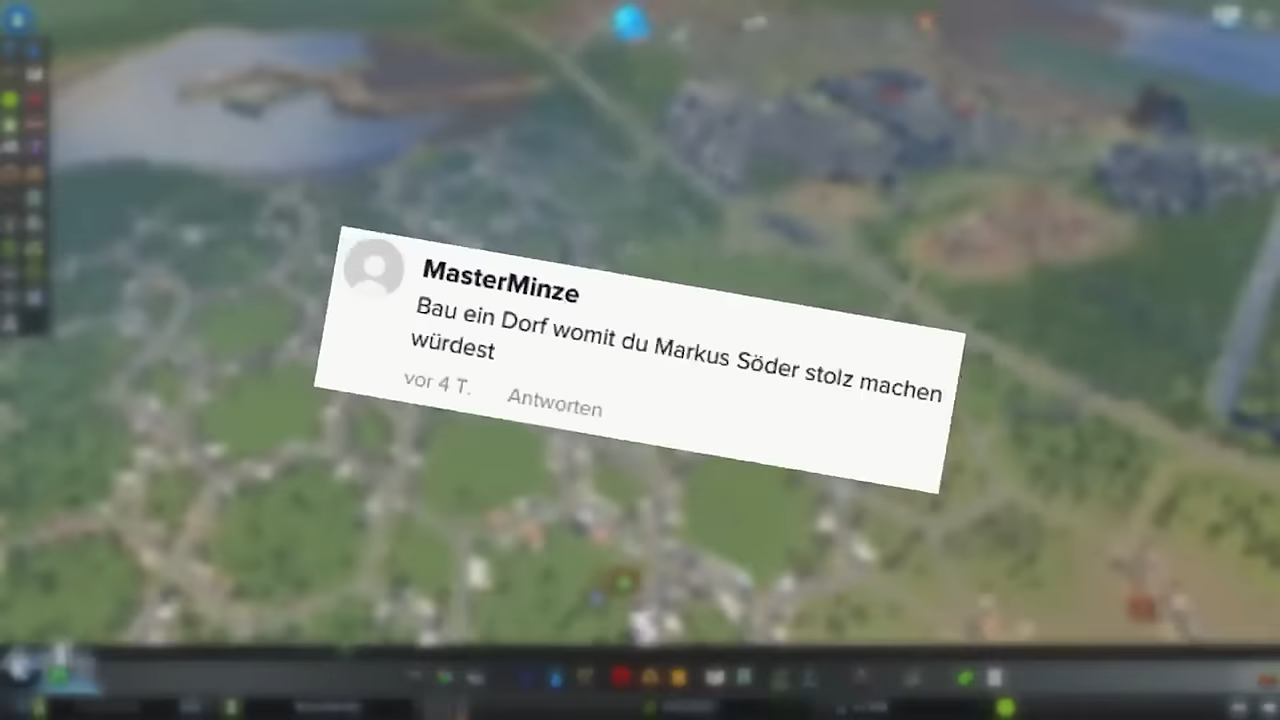 MasterMinze
Bau ein Dorf womit du Markus Söder stolz machen
würdest
vor 4 T. Antworten